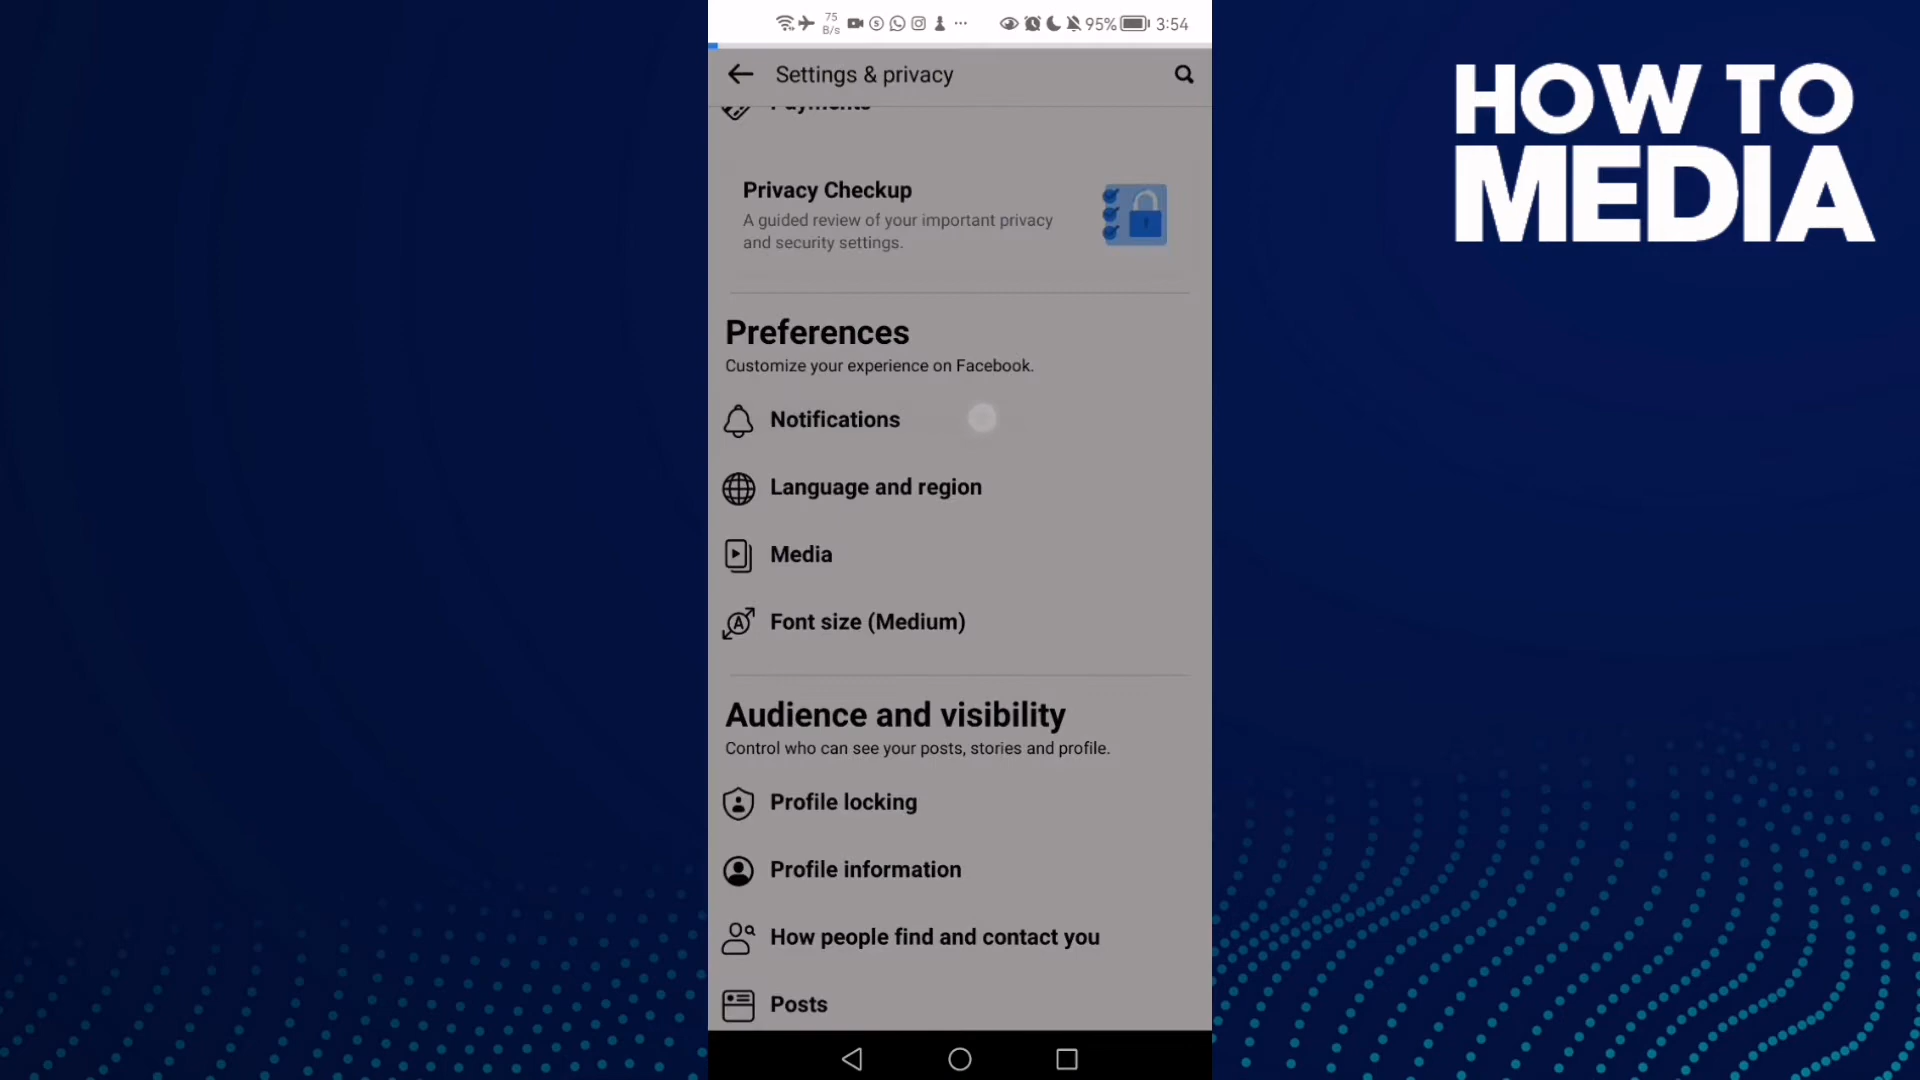 75
B/s
95%
3:54
Settings & privacy
Payments
Privacy Checkup
A guided review of your important privacy
and security settings.
Preferences
Customize your experience on Facebook.
Notifications
Language and region
Media
Font size (Medium)
Audience and visibility
Control who can see your posts, stories and profile.
Profile locking
Profile information
How people find and contact you
Posts
HOW TO
MEDIA